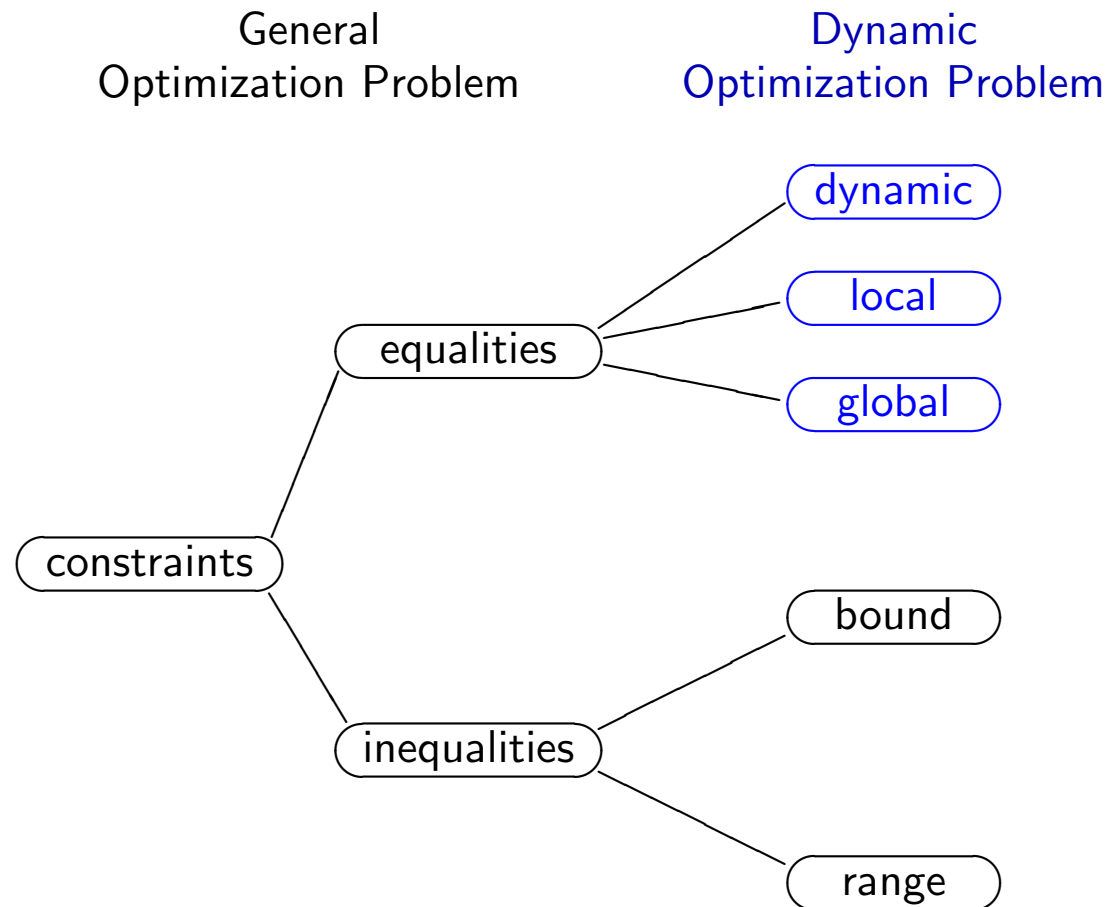 General
Optimization Problem
Dynamic
Optimization Problem
dynamic
local
equalities
global
constraints
bound
inequalities
range